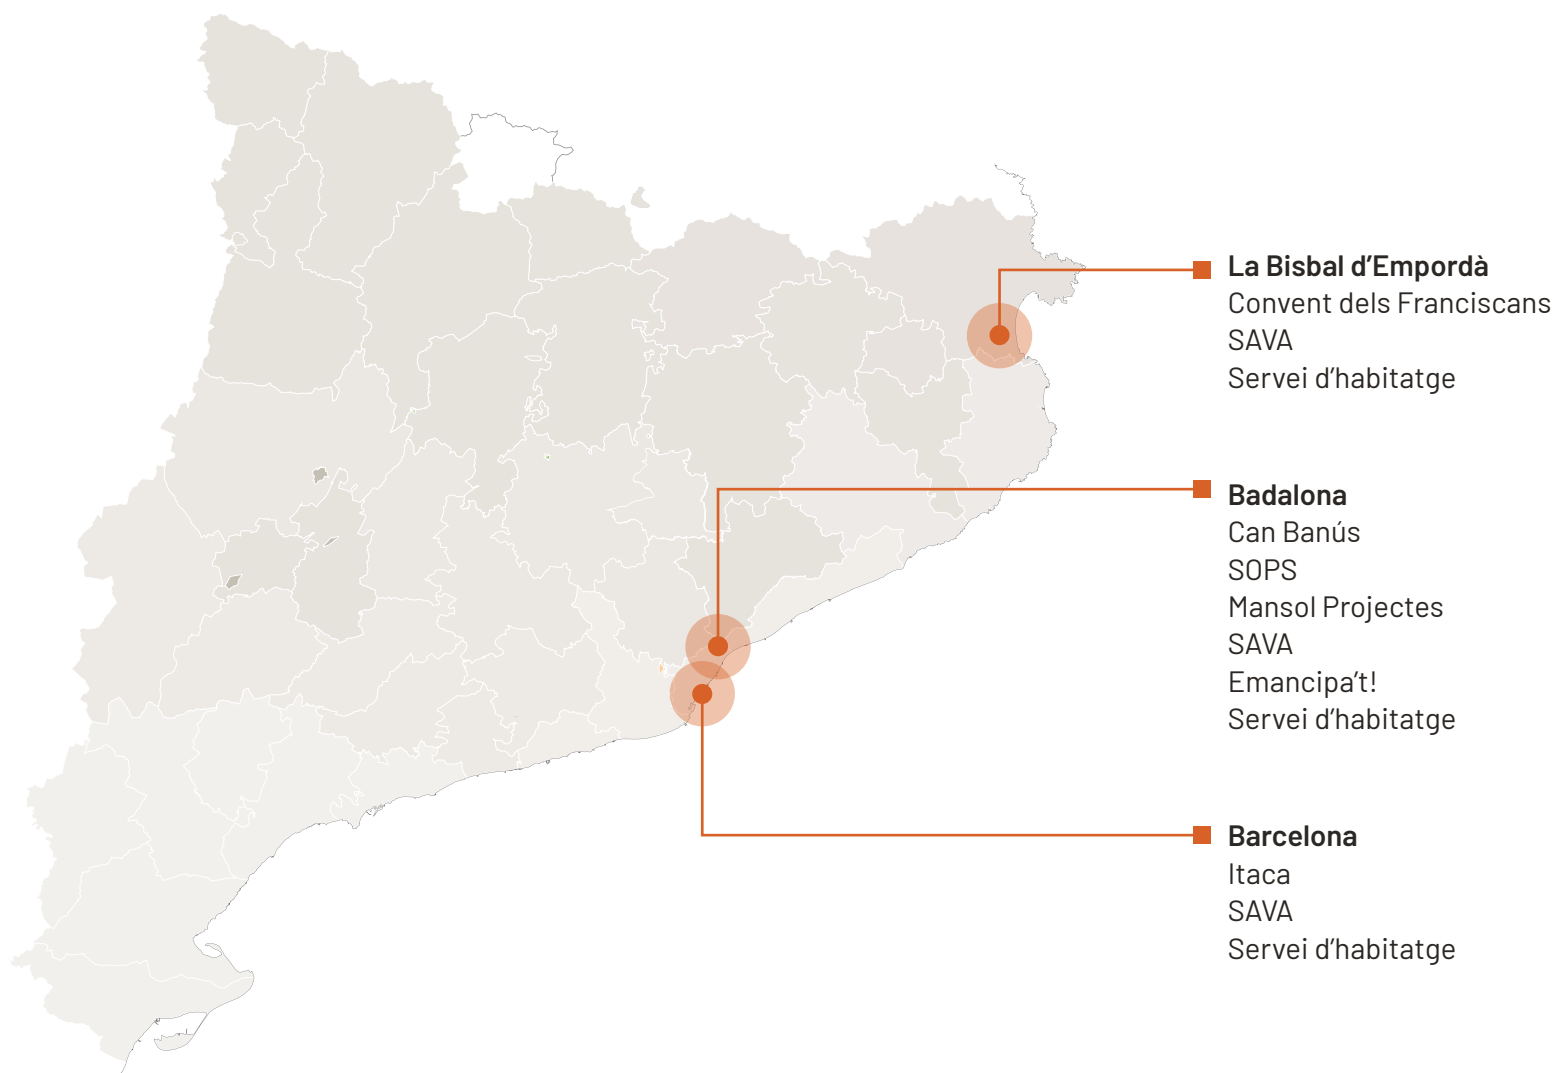 La Bisbal d’Empordà
Convent dels Franciscans
SAVA
Servei d’habitatge
Badalona
Can Banús
SOPS
Mansol Projectes
SAVA
Emancipa’t!
Servei d’habitatge
Barcelona
Itaca
SAVA
Servei d’habitatge